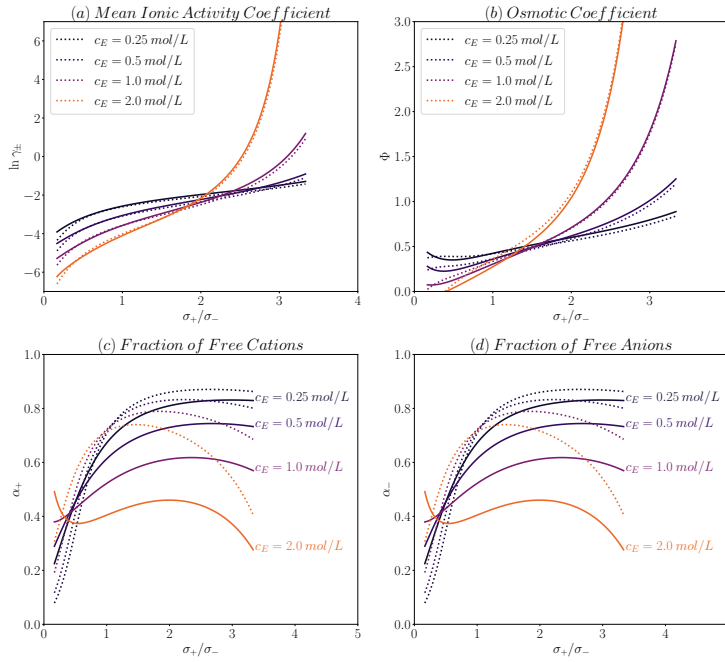 (a) Mean Ionic Activity Coefficient
(b) Osmotic Coefficient
c_E = 0.25 mol/L
c_E = 0.5 mol/L
c_E = 1.0 mol/L
c_E = 2.0 mol/L
ln γ±
6
4
2
0
−2
−4
−6
0
1
2
3
4
σ+/σ−
c_E = 0.25 mol/L
c_E = 0.5 mol/L
c_E = 1.0 mol/L
c_E = 2.0 mol/L
Φ
3.0
2.5
2.0
1.5
1.0
0.5
0.0
0
1
2
3
σ+/σ−
(c) Fraction of Free Cations
α+
1.0
0.8
0.6
0.4
0.2
0.0
c_E = 0.25 mol/L
c_E = 0.5 mol/L
c_E = 1.0 mol/L
c_E = 2.0 mol/L
0
1
2
3
4
5
σ+/σ−
(d) Fraction of Free Anions
α−
1.0
0.8
0.6
0.4
0.2
0.0
c_E = 0.25 mol/L
c_E = 0.5 mol/L
c_E = 1.0 mol/L
c_E = 2.0 mol/L
0
1
2
3
4
5
σ+/σ−